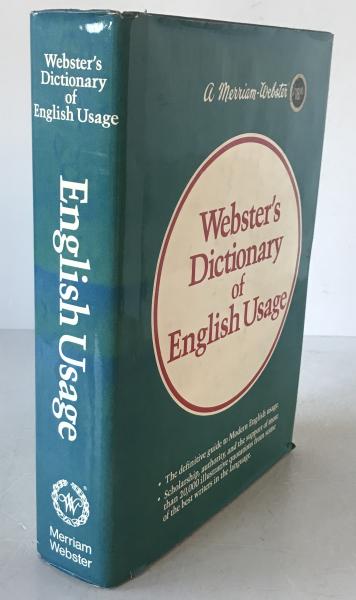 Webster's
Dictionary
of
English Usage
English Usage
W
Merriam
Webster
A Merriam-Webster
Webster's
Dictionary
of
English Usage
• The definitive guide to Modern English usage.
• Scholarship, authority, and the support of more
than 20,000 illustrative quotations from some
of the best writers in the language.